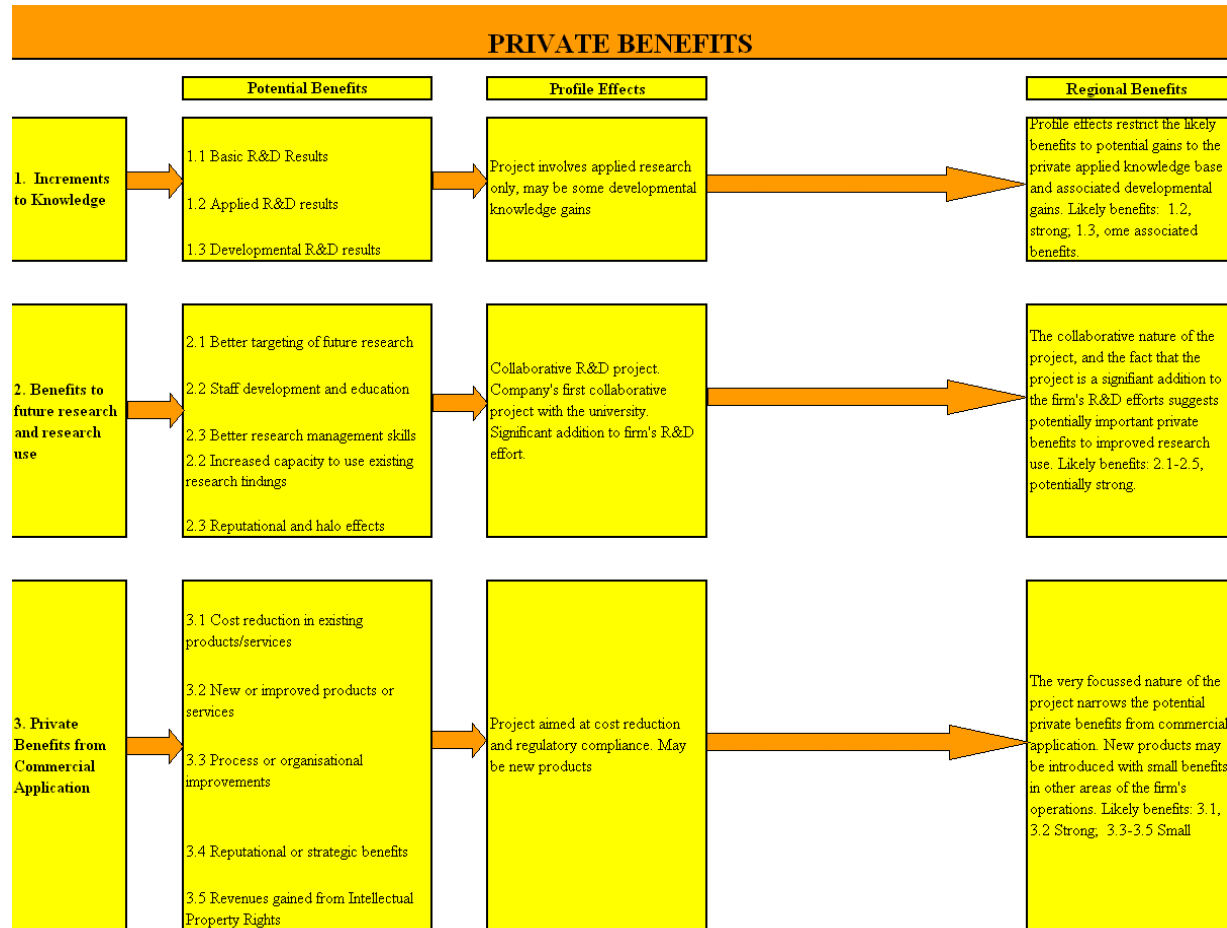 PRIVATE BENEFITS
Potential Benefits
Profile Effects
Regional Benefits
1. Increments
to Knowledge
1.1 Basic R&D Results
1.2 Applied R&D results
1.3 Developmental R&D results
Project involves applied research
only, may be some developmental
knowledge gains
Profile effects restrict the likely
benefits to potential gains to the
private applied knowledge base
and associated developmental
gains. Likely benefits: 1.2,
strong; 1.3, ome associated
benefits.
2. Benefits to
future research
and research
use
2.1 Better targeting of future research
2.2 Staff development and education
2.3 Better research management skills
2.2 Increased capacity to use existing
research findings
2.3 Reputational and halo effects
Collaborative R&D project.
Company's first collaborative
project with the university.
Significant addition to firm's R&D
effort.
The collaborative nature of the
project, and the fact that the
project is a signifiant addition to
the firm's R&D efforts suggests
potentially important private
benefits to improved research
use. Likely benefits: 2.1-2.5,
potentially strong.
3. Private
Benefits from
Commercial
Application
3.1 Cost reduction in existing
products/services
3.2 New or improved products or
services
3.3 Process or organisational
improvements
3.4 Reputational or strategic benefits
3.5 Revenues gained from Intellectual
Property Rights
Project aimed at cost reduction
and regulatory compliance. May
be new products
The very focussed nature of the
project narrows the potential
private benefits from commercial
application. New products may
be introduced with small benefits
in other areas of the firm's
operations. Likely benefits: 3.1,
3.2 Strong; 3.3-3.5 Small